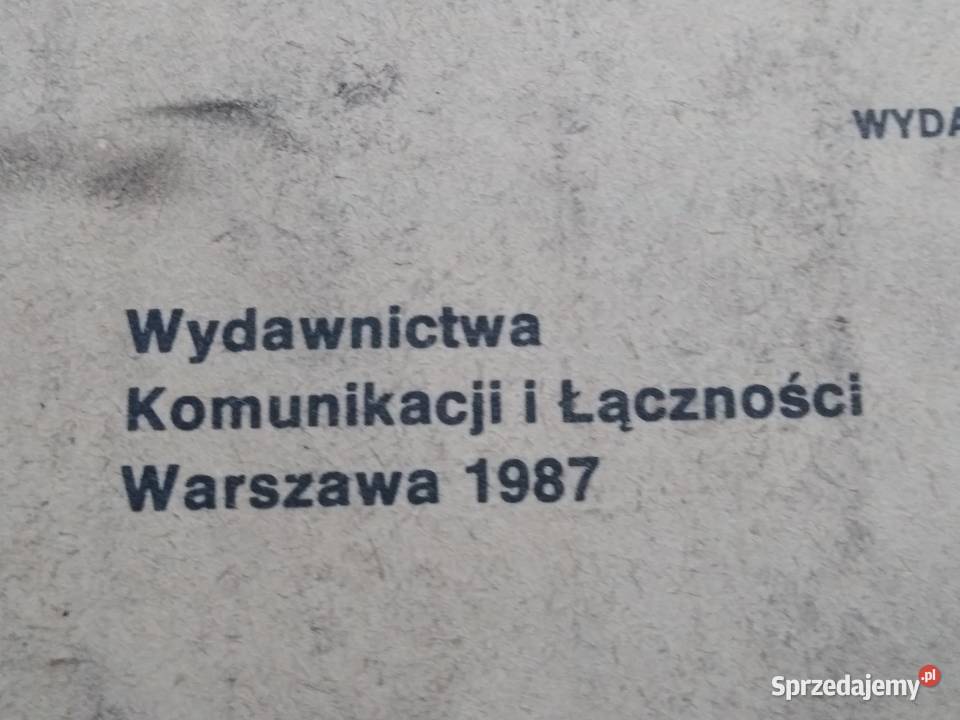 WYDA
Wydawnictwa
Komunikacji i Łączności
Warszawa 1987
Sprzedajemy.pl